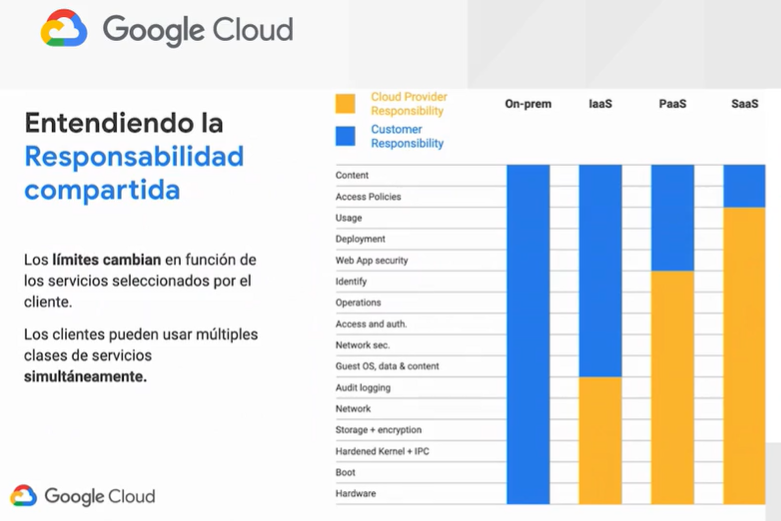 Google Cloud
Entendiendo la
Responsabilidad
compartida
Los límites cambian en función de
los servicios seleccionados por el
cliente.
Los clientes pueden usar múltiples
clases de servicios
simultáneamente.
Google Cloud
Cloud Provider
Responsibility
Customer
Responsibility
On-prem
IaaS
PaaS
SaaS
Content
Access Policies
Usage
Deployment
Web App security
Identify
Operations
Access and auth.
Network sec.
Guest OS, data & content
Audit logging
Network
Storage + encryption
Hardened Kernel + IPC
Boot
Hardware